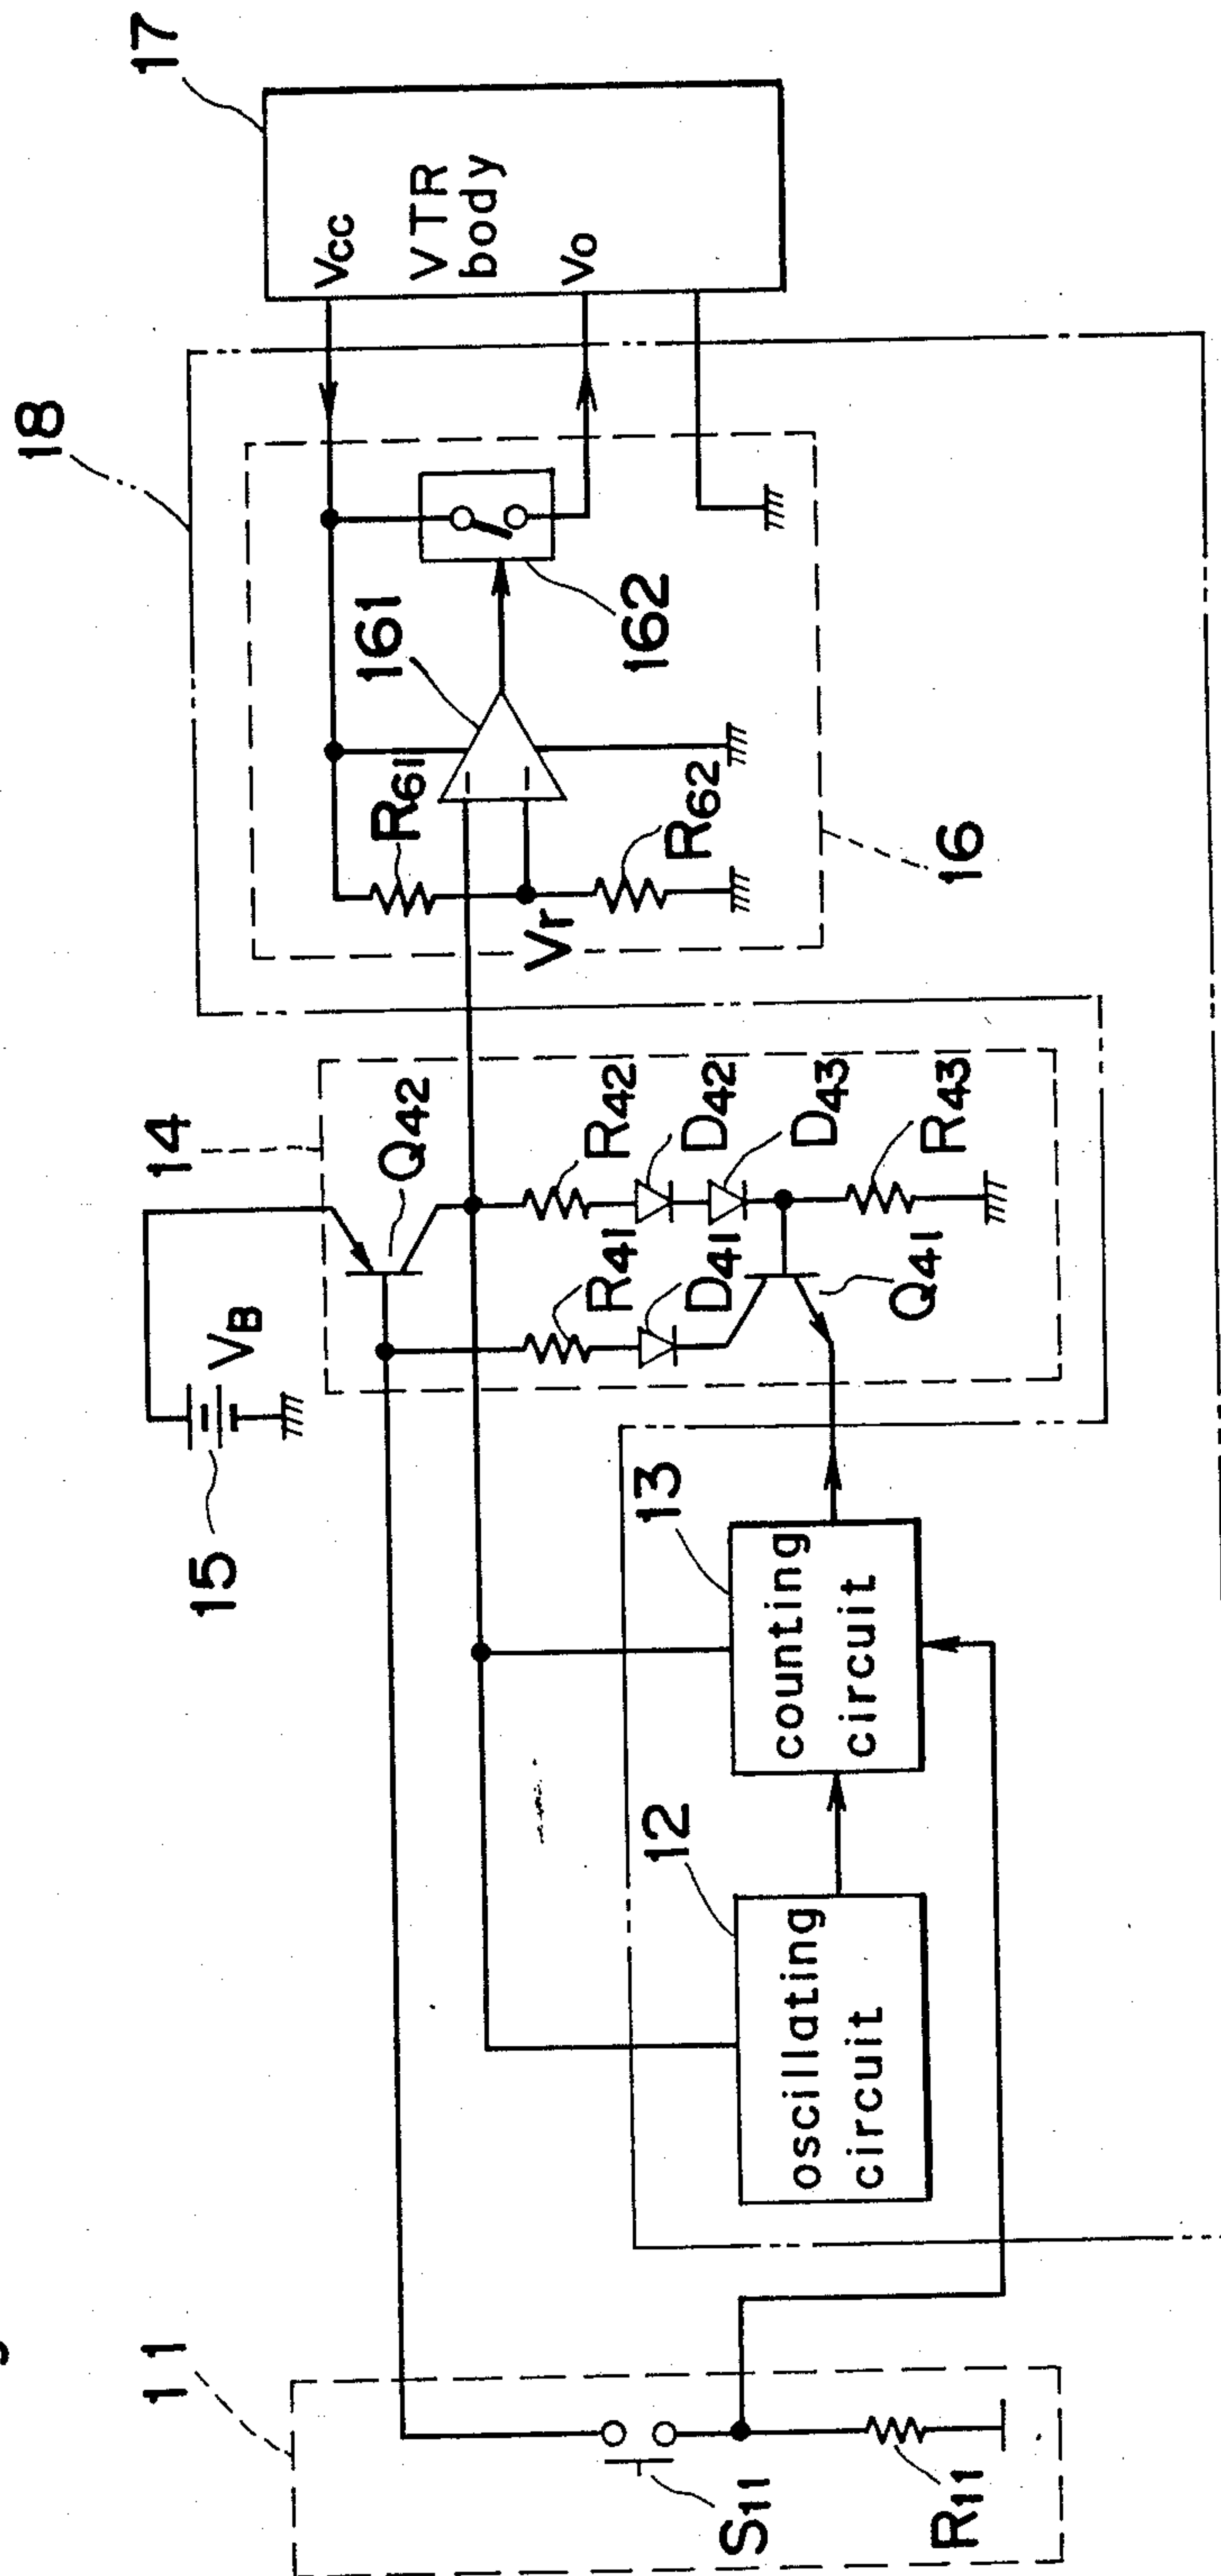 11
S11
R11
12
oscillating
circuit
13
counting
circuit
15
VB
14
Q42
R41
D41
Q41
R42
D42
D43
R43
18
16
Vr
R61
R62
161
162
17
Vcc
VTR
body
Vo